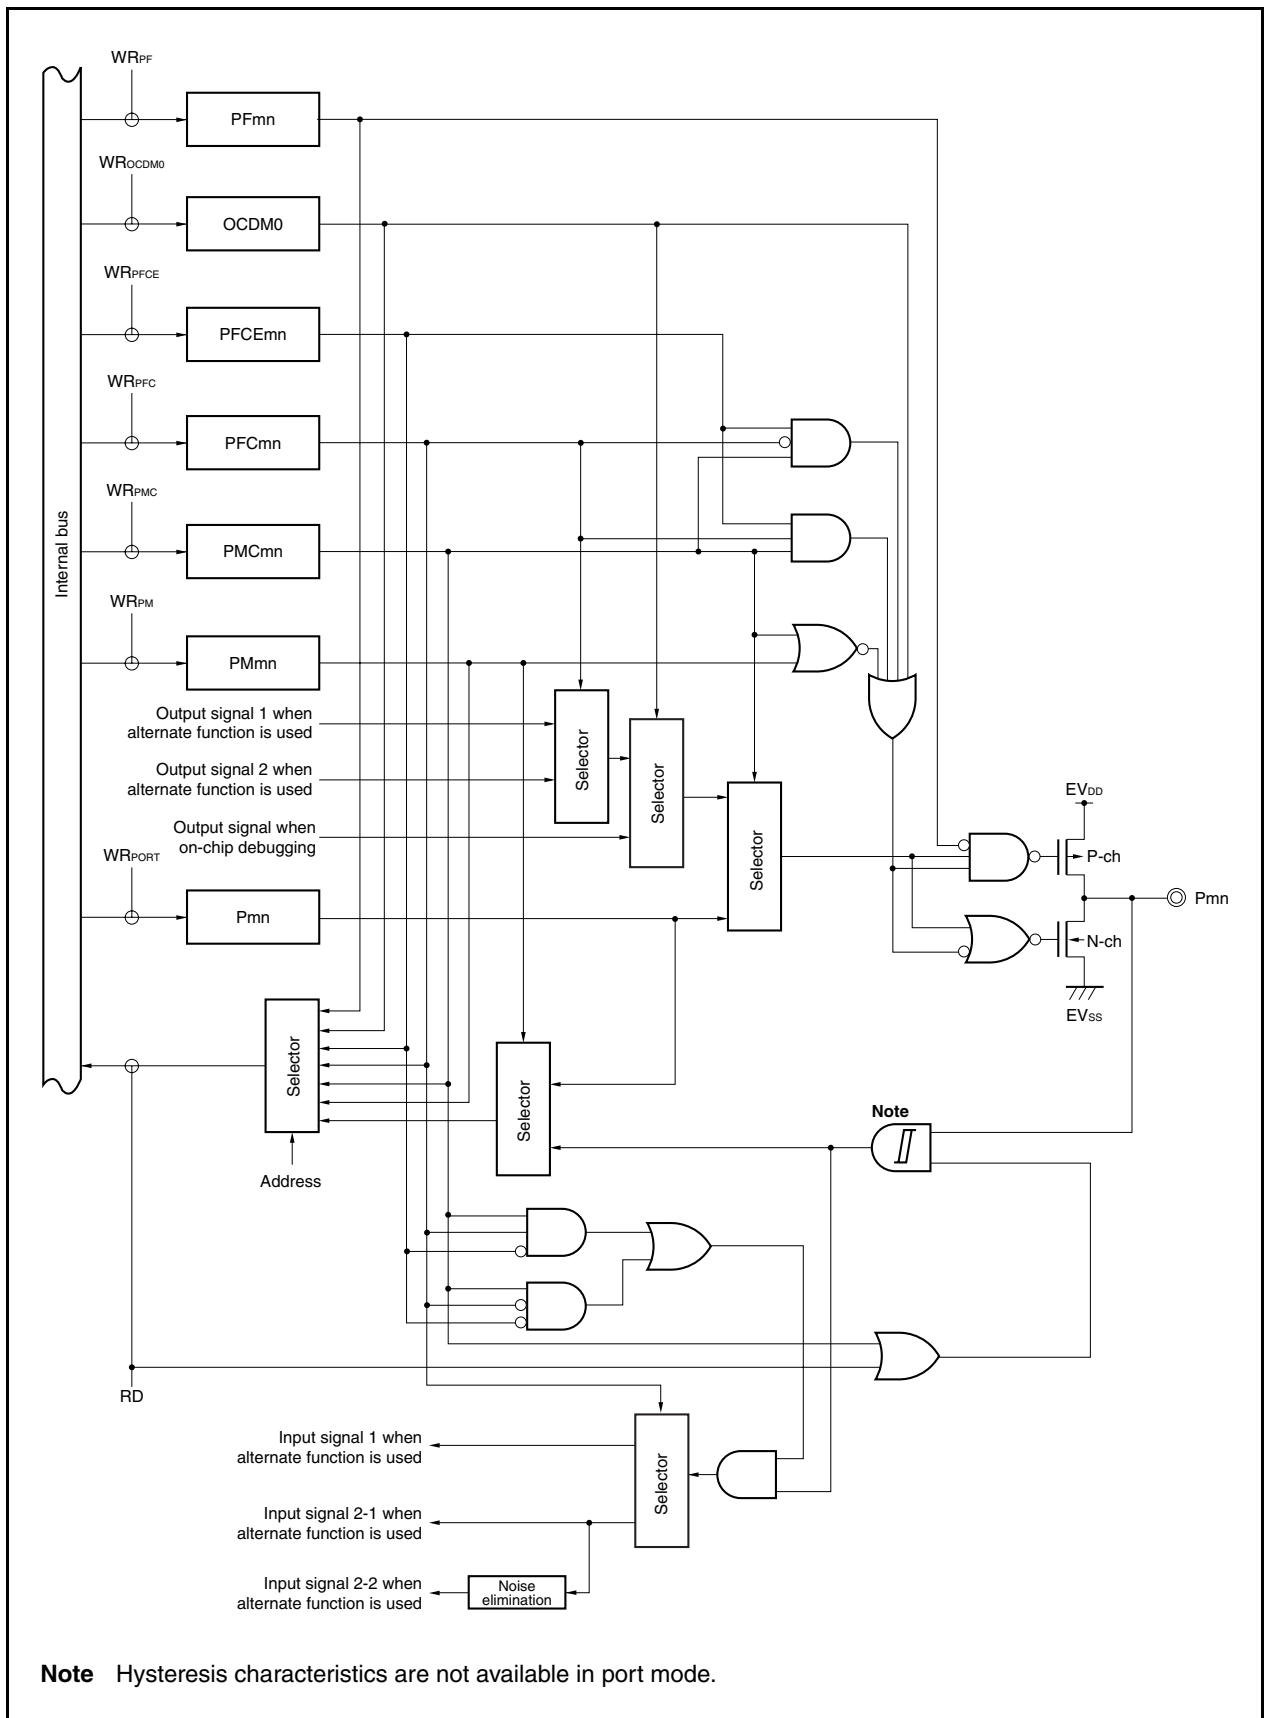 WRPF
PFmn
WROCDM0
OCDM0
WRPFCE
PFCEmn
WRPFC
PFCmn
WRPMC
PMCmn
Internal bus
WRPM
PMmn
Output signal 1 when
alternate function is used
Output signal 2 when
alternate function is used
Output signal when
on-chip debugging
Selector
Selector
Selector
WRPORT
Pmn
EVDD
P-ch
Pmn
N-ch
EVSS
Selector
Address
Selector
Note
RD
Input signal 1 when
alternate function is used
Input signal 2-1 when
alternate function is used
Input signal 2-2 when
alternate function is used
Selector
Noise
elimination
Note Hysteresis characteristics are not available in port mode.